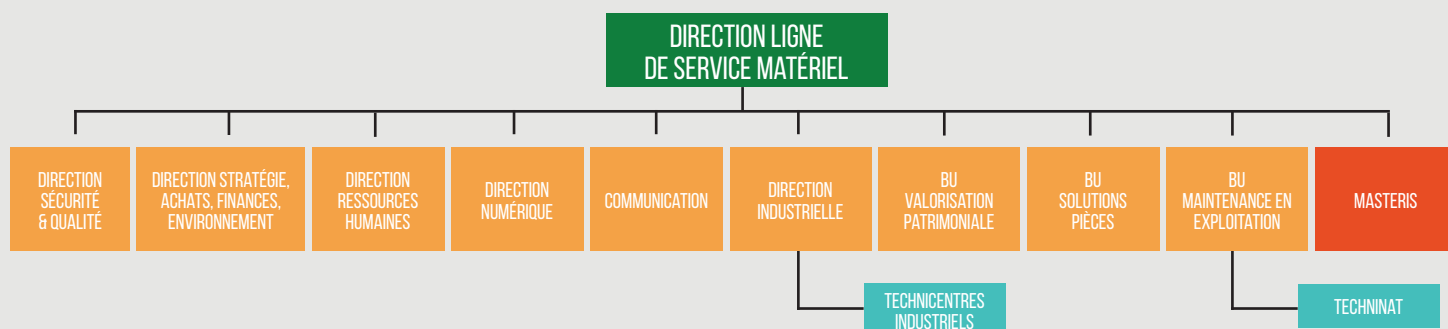 DIRECTION LIGNE
DE SERVICE MATÉRIEL
DIRECTION
SÉCURITÉ
& QUALITÉ
DIRECTION STRATÉGIE,
ACHATS, FINANCES,
ENVIRONNEMENT
DIRECTION
RESSOURCES
HUMAINES
DIRECTION
NUMÉRIQUE
COMMUNICATION
DIRECTION
INDUSTRIELLE
BU
VALORISATION
PATRIMONIALE
BU
SOLUTIONS
PIÈCES
BU
MAINTENANCE EN
EXPLOITATION
MASTERIS
TECHNICENTRES
INDUSTRIELS
TECHNINAT